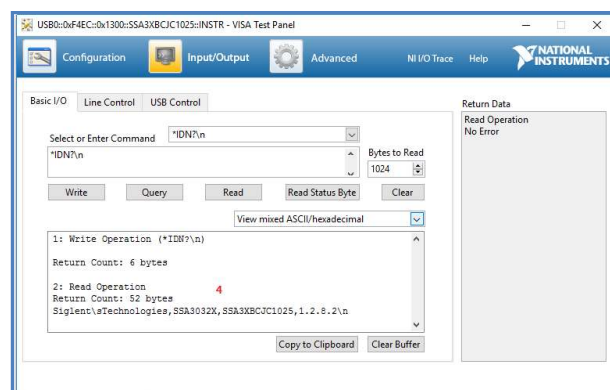 USB0::0xF4EC::0x1300::SSA3XBCJC1025::INSTR - VISA Test Panel
Configuration
Input/Output
Advanced
NI I/O Trace
Help
NATIONAL
INSTRUMENTS
Basic I/O
Line Control
USB Control
Return Data
Read Operation
No Error
Select or Enter Command
*IDN?\n
*IDN?\n
Bytes to Read
1024
Write
Query
Read
Read Status Byte
Clear
View mixed ASCII/hexadecimal
1: Write Operation (*IDN?\n)
Return Count: 6 bytes
2: Read Operation
4
Return Count: 52 bytes
Siglent\sTechnologies,SSA3032X,SSA3XBCJC1025,1.2.8.2\n
Copy to Clipboard
Clear Buffer